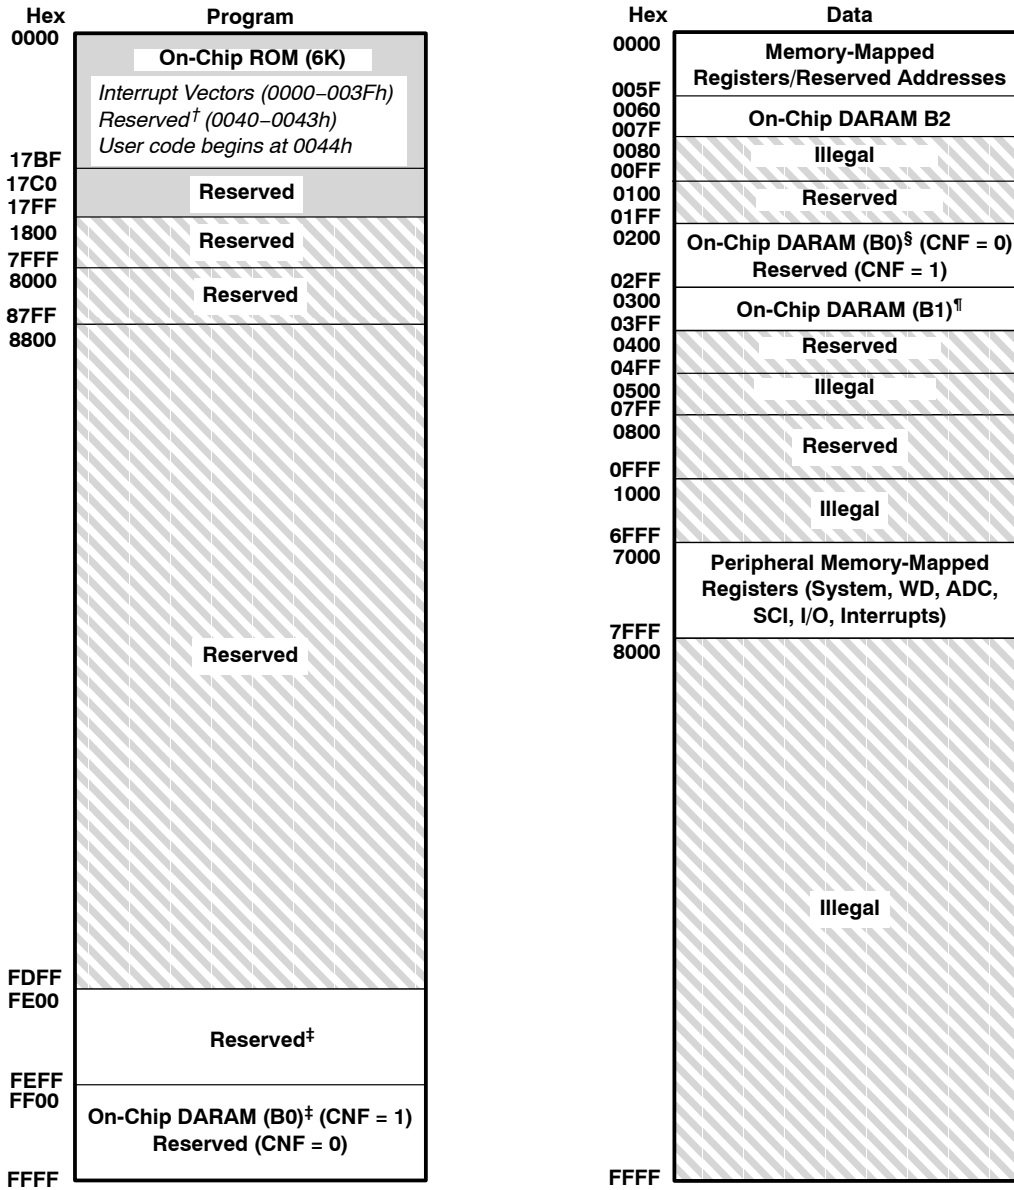 Hex Program
0000
On-Chip ROM (6K)
Interrupt Vectors (0000–003Fh)
Reserved† (0040–0043h)
User code begins at 0044h
17BF
17C0
Reserved
17FF
1800
Reserved
7FFF
8000
Reserved
87FF
8800
Reserved
FDFF
FE00
Reserved‡
FEFF
FF00
On-Chip DARAM (B0)‡ (CNF = 1)
Reserved (CNF = 0)
FFFF
Hex Data
0000
Memory-Mapped
Registers/Reserved Addresses
005F
0060
On-Chip DARAM B2
007F
0080
Illegal
00FF
0100
Reserved
01FF
0200
On-Chip DARAM (B0)§ (CNF = 0)
Reserved (CNF = 1)
02FF
0300
On-Chip DARAM (B1)¶
03FF
0400
Reserved
04FF
0500
Illegal
07FF
0800
Reserved
0FFF
1000
Illegal
6FFF
7000
Peripheral Memory-Mapped
Registers (System, WD, ADC,
SCI, I/O, Interrupts)
7FFF
8000
Illegal
FFFF